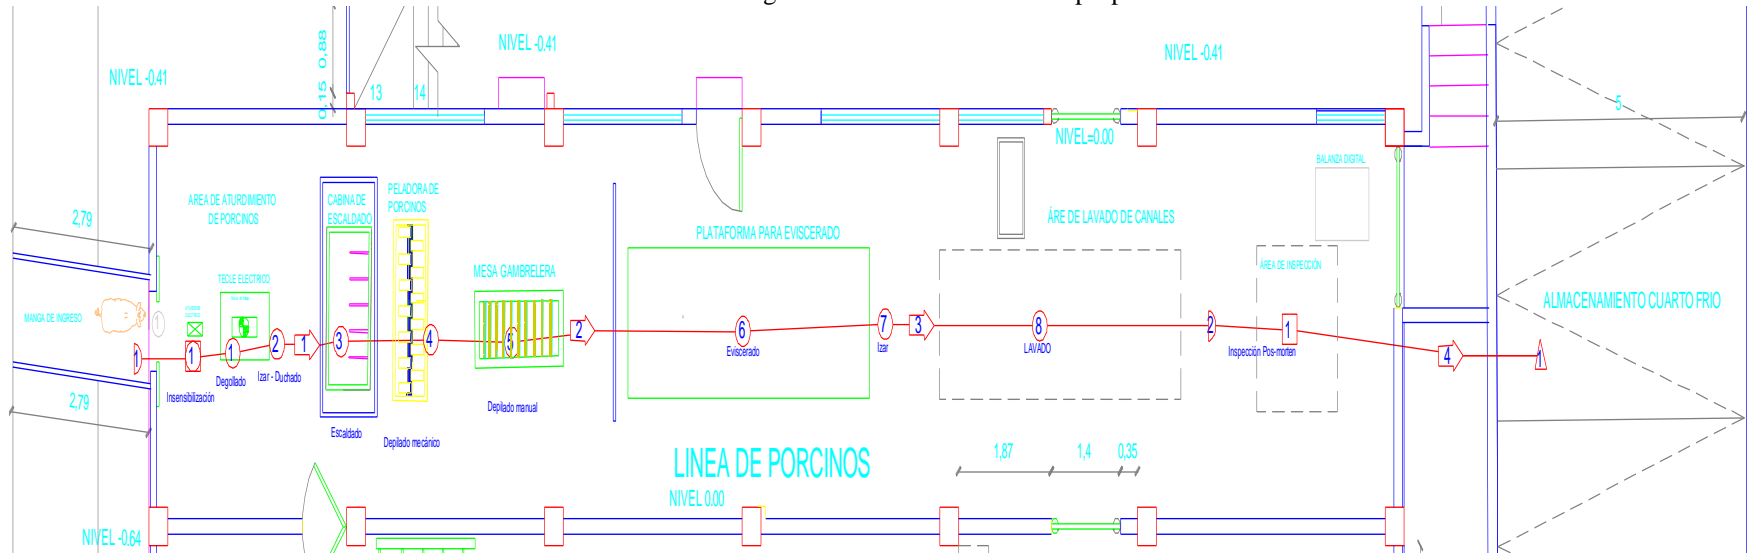 NIVEL -0.41
NIVEL -0.41
NIVEL -0.41
0,15 0,88
13
14
5
NIVEL=0.00
BALANZA DIGITAL
AREA DE ATURDIMIENTO
DE PORCINOS
CABINA DE
ESCALDADO
PELADORA DE
PORCINOS
ÁRE DE LAVADO DE CANALES
2,79
PLATAFORMA PARA EVISCERADO
MESA GAMBRELERA
ÁREA DE INSPECCIÓN
TECLE ELECTRICO
ALMACENAMIENTO CUARTO FRIO
MANGA DE INGRESO
1
1
1
1
2
1
3
4
5
2
6
7
3
8
2
1
4
1
Insensibilización
Degollado
Izar - Duchado
Escaldado
Depilado mecánico
Depilado manual
Eviscerado
Izar
LAVADO
Inspección Pos-morten
2,79
LINEA DE PORCINOS
NIVEL 0.00
1,87
1,4
0,35
NIVEL -0.64